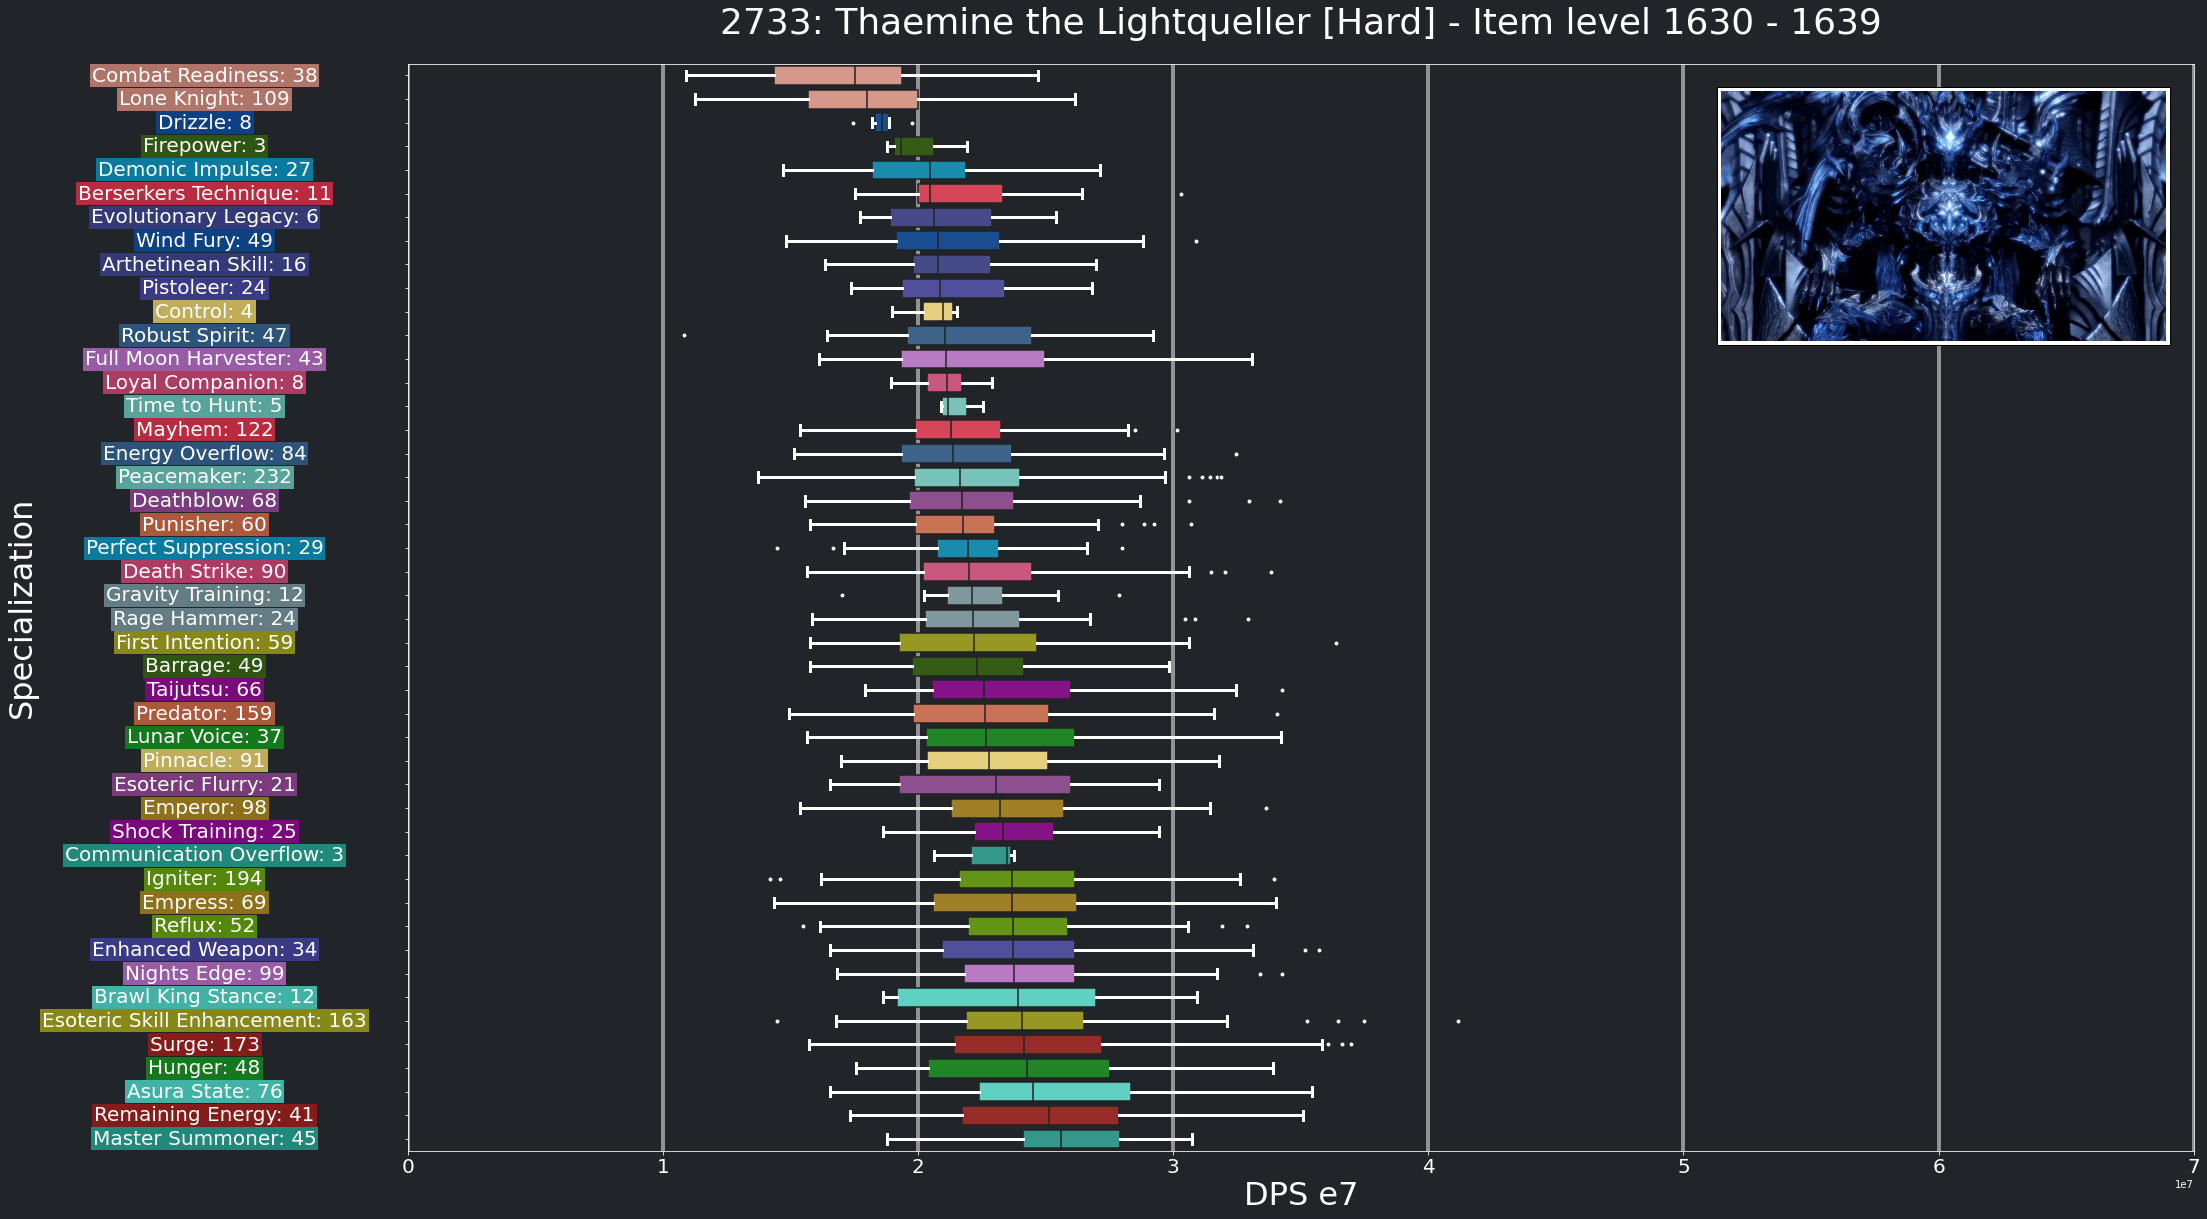 2733: Thaemine the Lightqueller [Hard] - Item level 1630 - 1639
Specialization
Combat Readiness: 38
Lone Knight: 109
Drizzle: 8
Firepower: 3
Demonic Impulse: 27
Berserkers Technique: 11
Evolutionary Legacy: 6
Wind Fury: 49
Arthetinean Skill: 16
Pistoleer: 24
Control: 4
Robust Spirit: 47
Full Moon Harvester: 43
Loyal Companion: 8
Time to Hunt: 5
Mayhem: 122
Energy Overflow: 84
Peacemaker: 232
Deathblow: 68
Punisher: 60
Perfect Suppression: 29
Death Strike: 90
Gravity Training: 12
Rage Hammer: 24
First Intention: 59
Barrage: 49
Taijutsu: 66
Predator: 159
Lunar Voice: 37
Pinnacle: 91
Esoteric Flurry: 21
Emperor: 98
Shock Training: 25
Communication Overflow: 3
Igniter: 194
Empress: 69
Reflux: 52
Enhanced Weapon: 34
Nights Edge: 99
Brawl King Stance: 12
Esoteric Skill Enhancement: 163
Surge: 173
Hunger: 48
Asura State: 76
Remaining Energy: 41
Master Summoner: 45
0 1 2 3 4 5 6 7
1e7
DPS e7